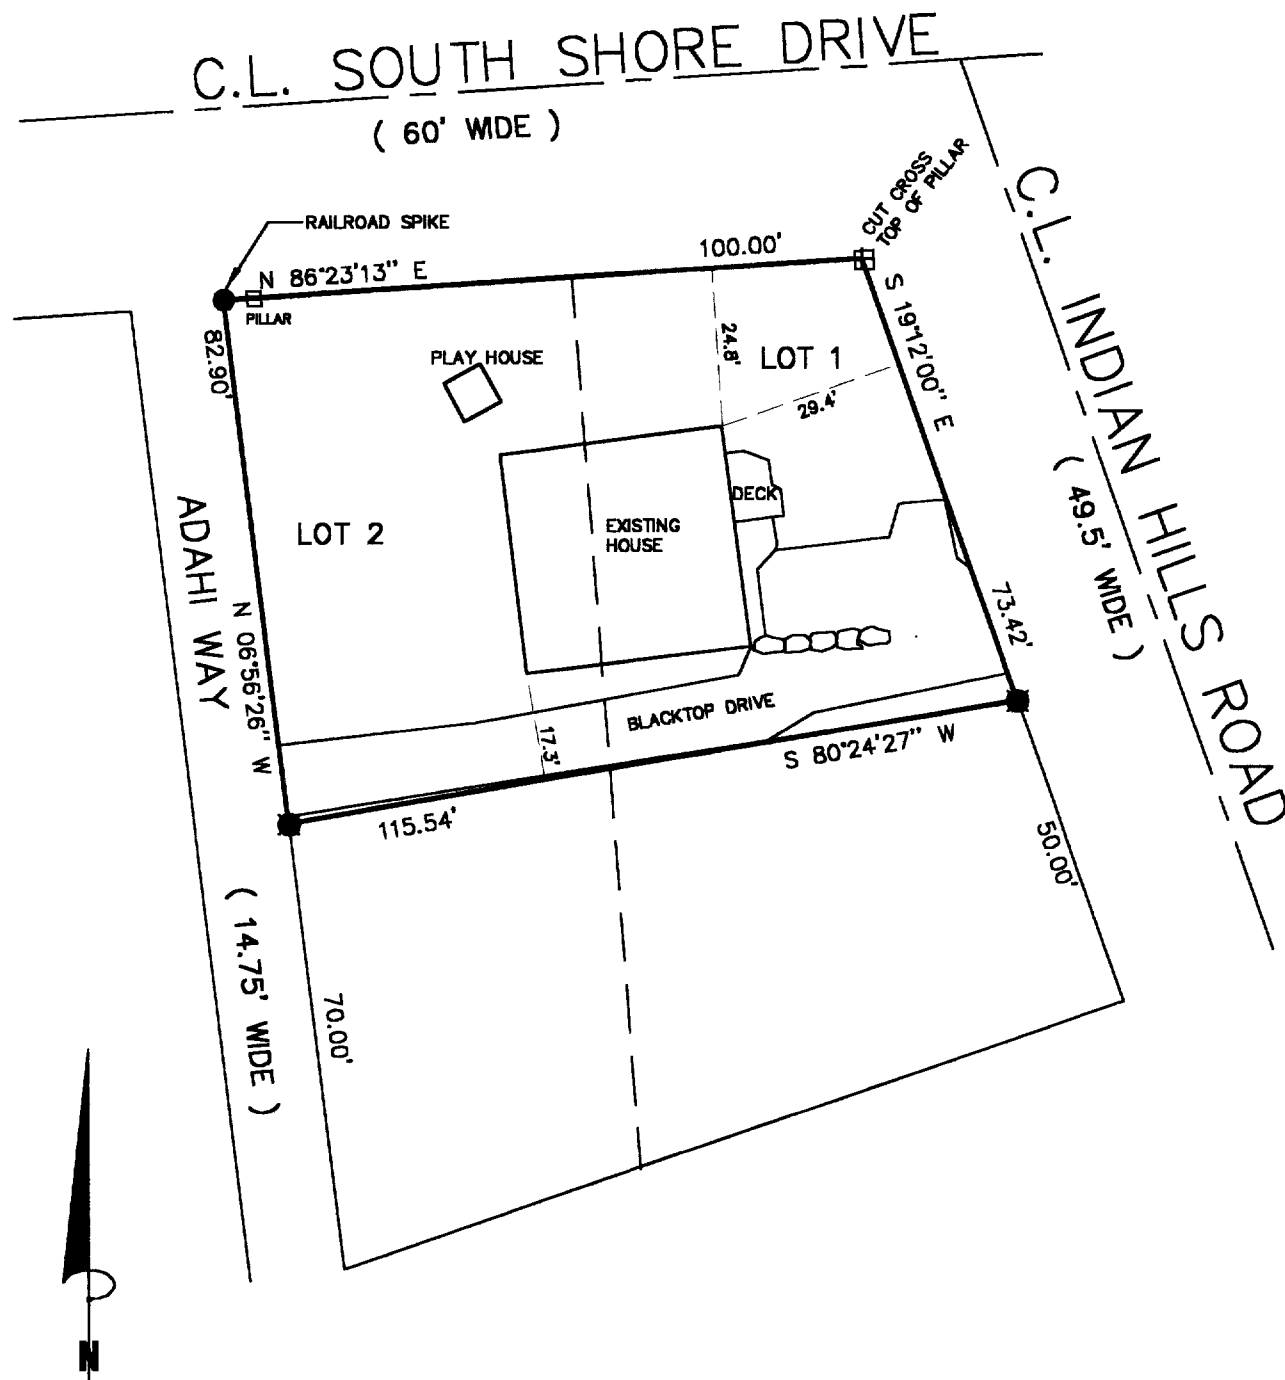 C.L. SOUTH SHORE DRIVE
( 60' WIDE )
CUT CROSS
TOP OF PILLAR
RAILROAD SPIKE
100.00'
N 86°23'13" E
PILLAR
C.L. INDIAN HILLS ROAD
( 49.5' WIDE )
S 19°12'00" E
82.90'
24.8'
LOT 1
PLAY HOUSE
29.4'
DECK
LOT 2
EXISTING
HOUSE
ADAHI WAY
N 06°56'26" W
73.42'
BLACKTOP DRIVE
17.3'
S 80°24'27" W
115.54'
50.00'
( 14.75' WIDE )
70.00'
N